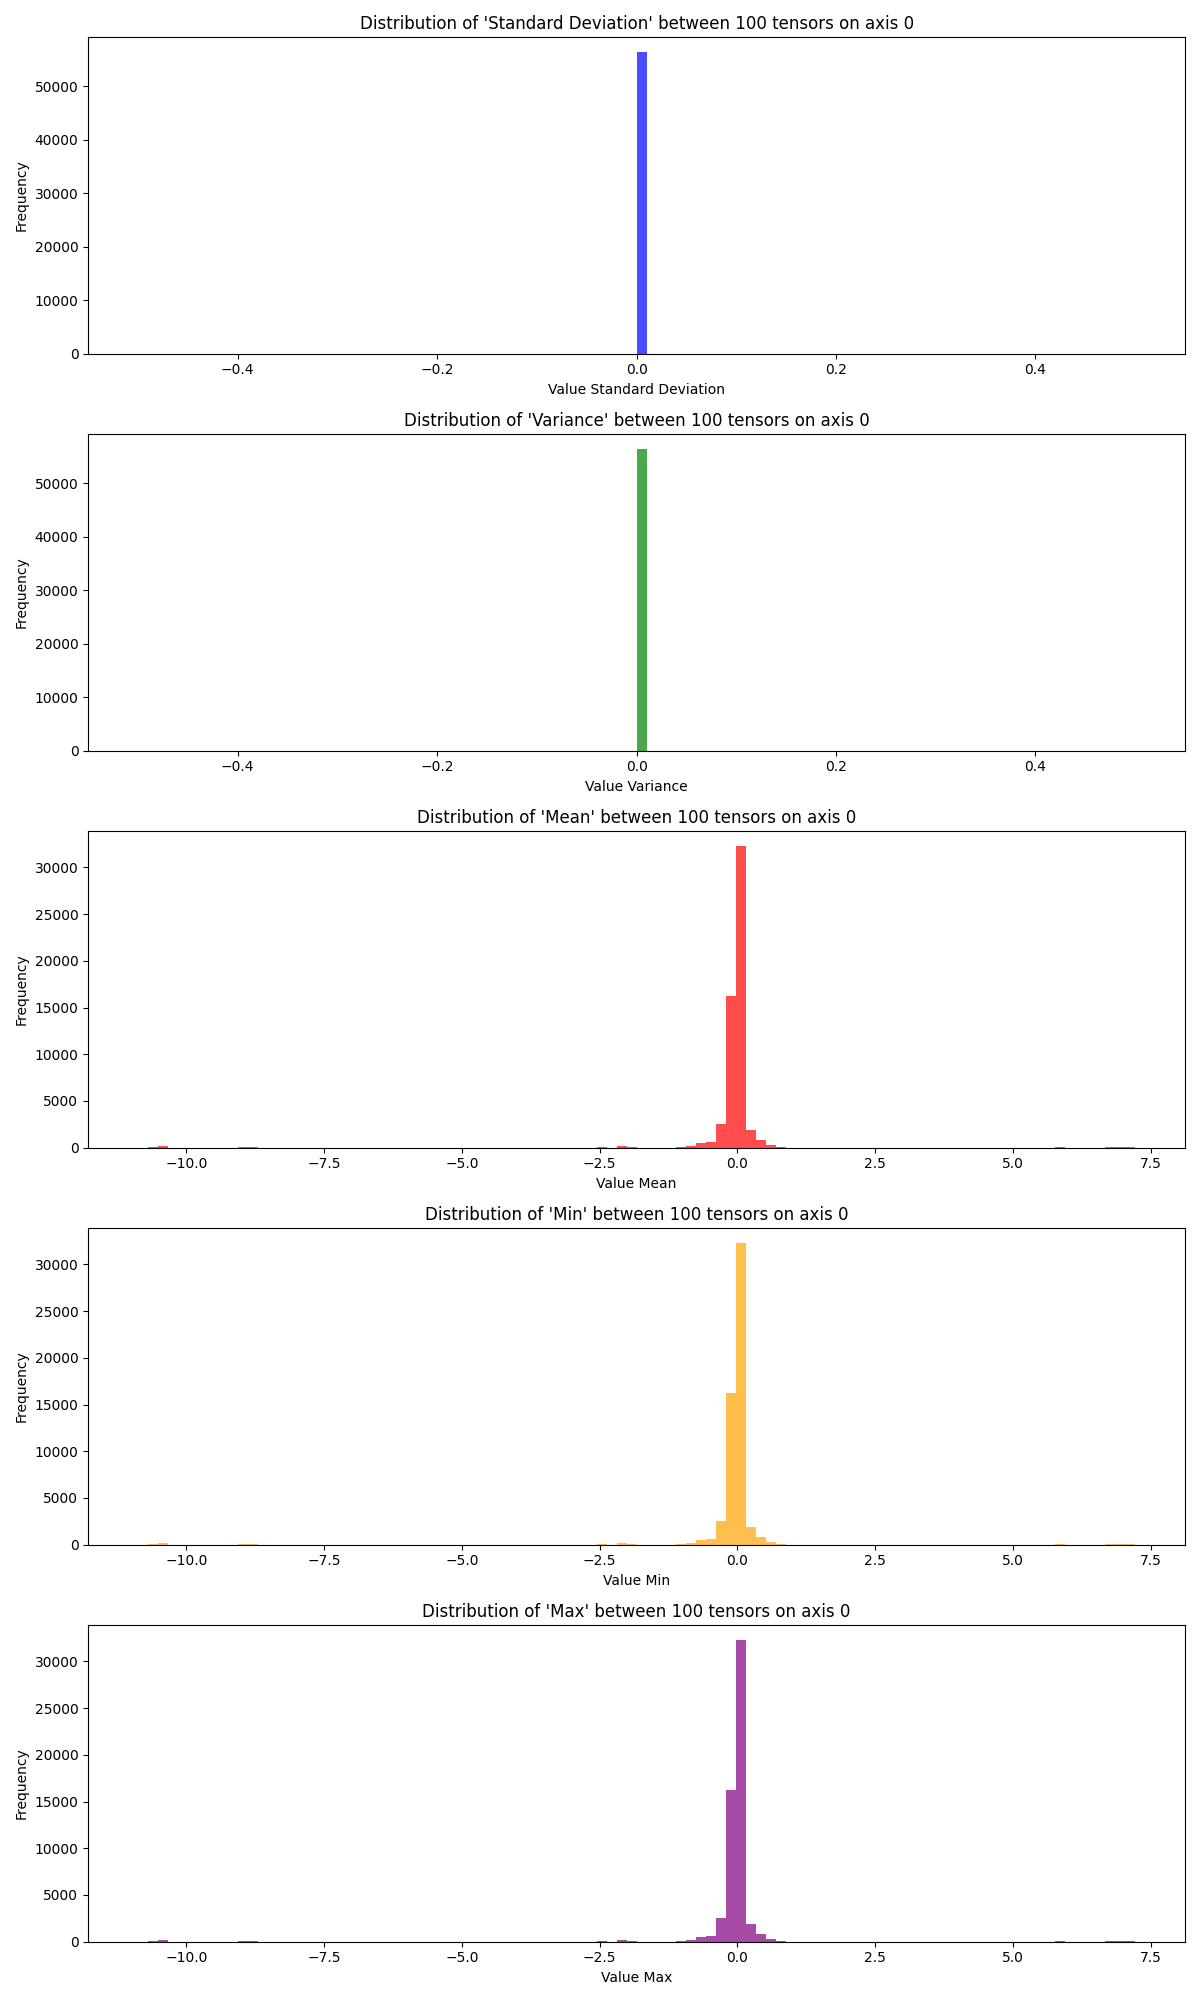 Distribution of 'Standard Deviation' between 100 tensors on axis 0
50000
40000
30000
20000
10000
0
Frequency
−0.4 −0.2 0.0 0.2 0.4
Value Standard Deviation
Distribution of 'Variance' between 100 tensors on axis 0
50000
40000
30000
20000
10000
0
Frequency
−0.4 −0.2 0.0 0.2 0.4
Value Variance
Distribution of 'Mean' between 100 tensors on axis 0
30000
25000
20000
15000
10000
5000
0
Frequency
−10.0 −7.5 −5.0 −2.5 0.0 2.5 5.0 7.5
Value Mean
Distribution of 'Min' between 100 tensors on axis 0
30000
25000
20000
15000
10000
5000
0
Frequency
−10.0 −7.5 −5.0 −2.5 0.0 2.5 5.0 7.5
Value Min
Distribution of 'Max' between 100 tensors on axis 0
30000
25000
20000
15000
10000
5000
0
Frequency
−10.0 −7.5 −5.0 −2.5 0.0 2.5 5.0 7.5
Value Max